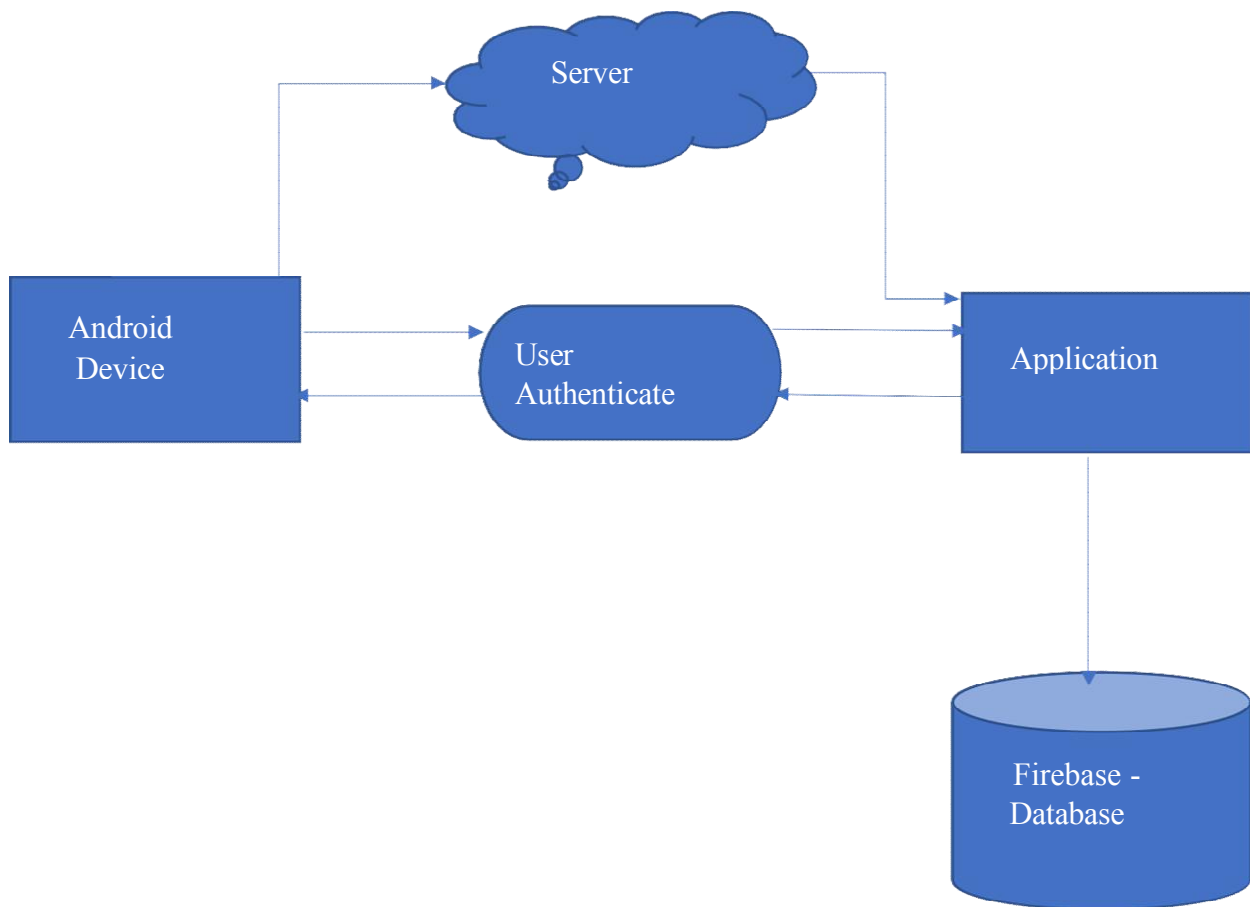 Server
Android
Device
User
Authenticate
Application
Firebase -
Database